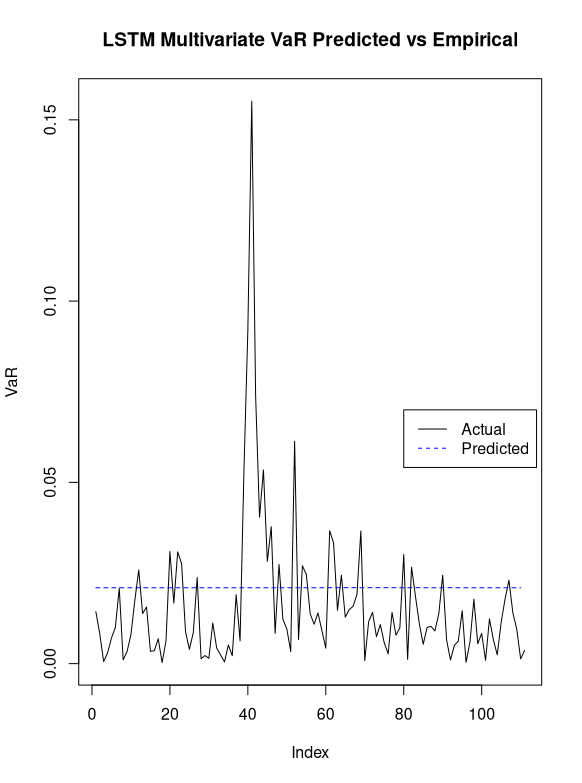 LSTM Multivariate VaR Predicted vs Empirical
0.15
0.10
0.05
0.00
VaR
Actual
Predicted
0 20 40 60 80 100
Index